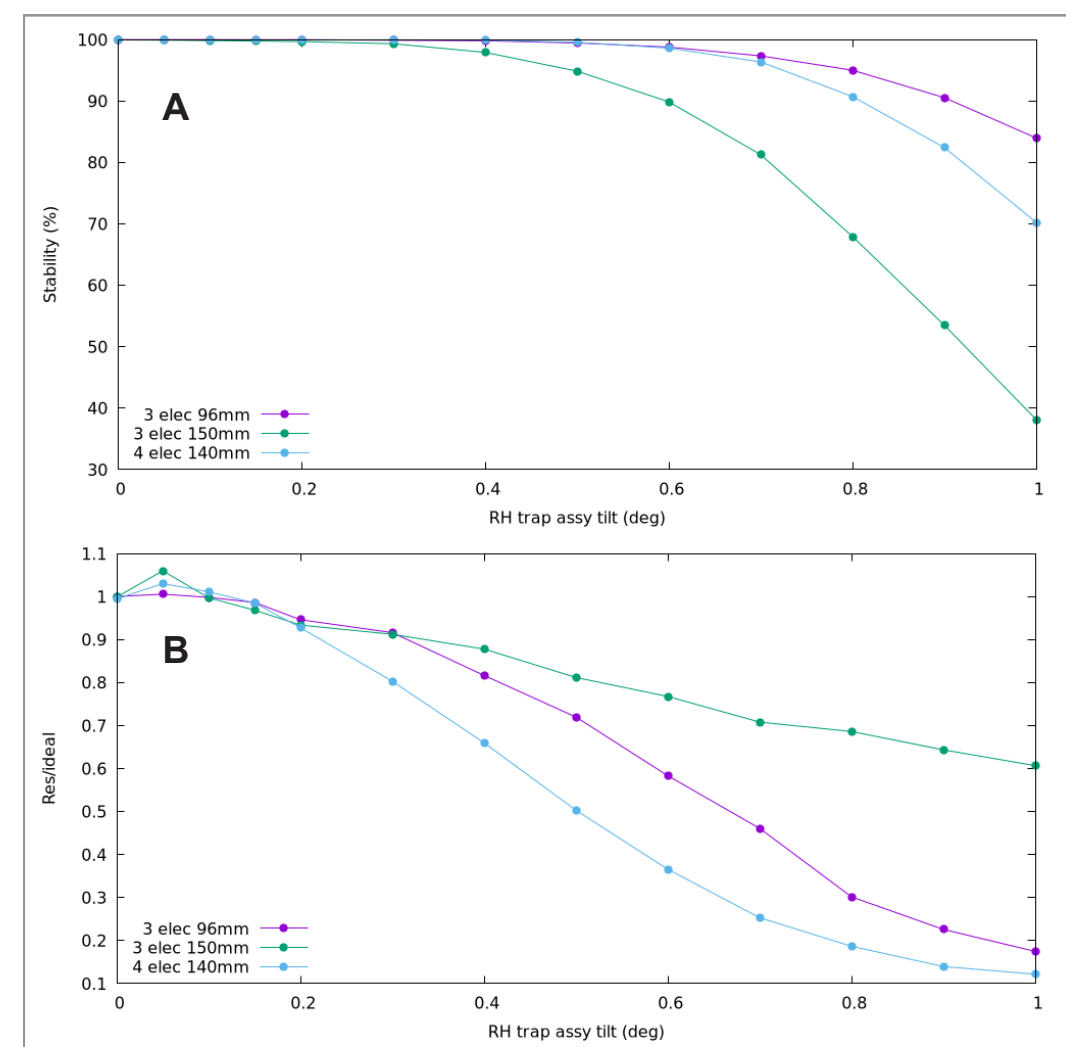 100
90
80
70
60
50
40
30
Stability (%)
A
3 elec 96mm
3 elec 150mm
4 elec 140mm
0 0.2 0.4 0.6 0.8 1
RH trap assy tilt (deg)
1.1
1
0.9
0.8
0.7
0.6
0.5
0.4
0.3
0.2
0.1
Res/ideal
B
3 elec 96mm
3 elec 150mm
4 elec 140mm
0 0.2 0.4 0.6 0.8 1
RH trap assy tilt (deg)